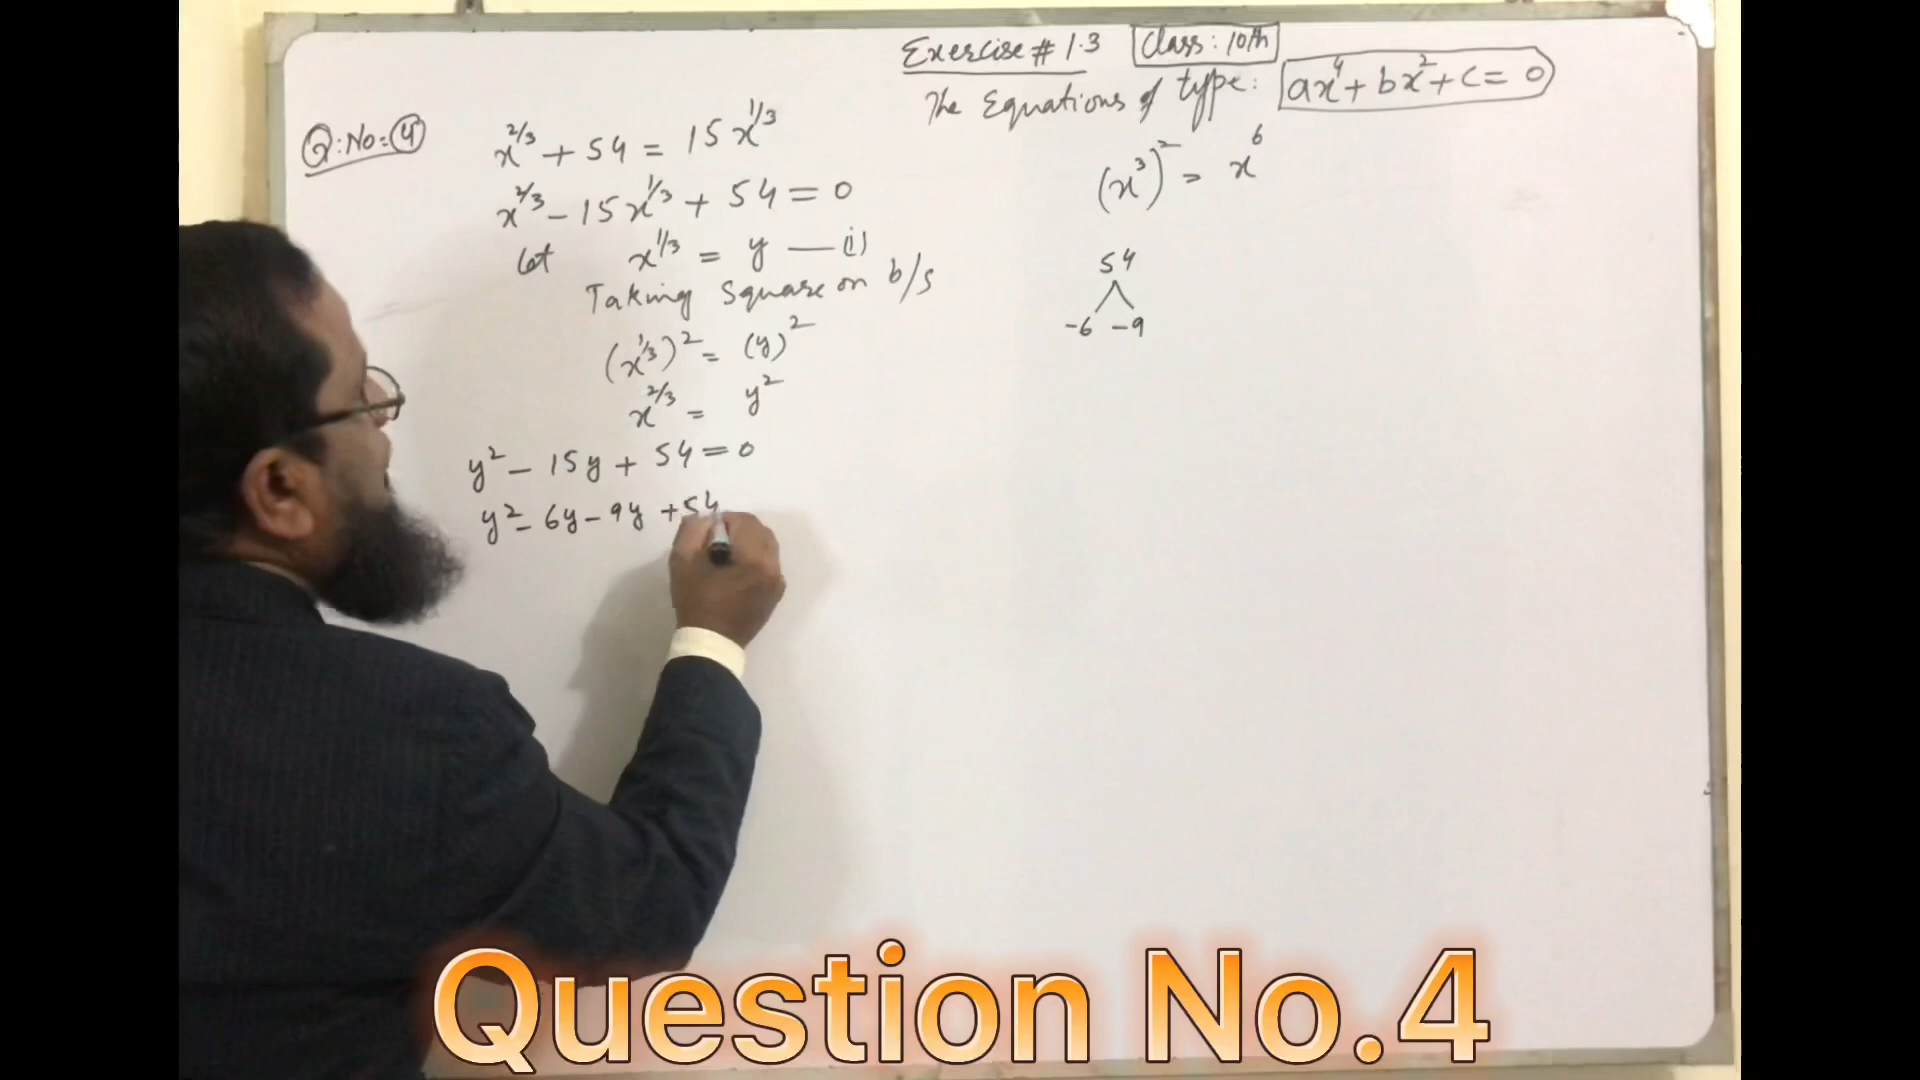 Exercise # 1.3 Class: 10th
The Equations of type: ax⁴ + bx² + c = 0
Q:No:4 x^2/3 + 54 = 15x^1/3
x^2/3 - 15x^1/3 + 54 = 0
let x^1/3 = y — (i)
Taking Square on b/s
(x^1/3)² = (y)²
x^2/3 = y²
y² - 15y + 54 = 0
y² - 6y - 9y + 54
(x³)² = x⁶
54
-6 -9
Question No.4